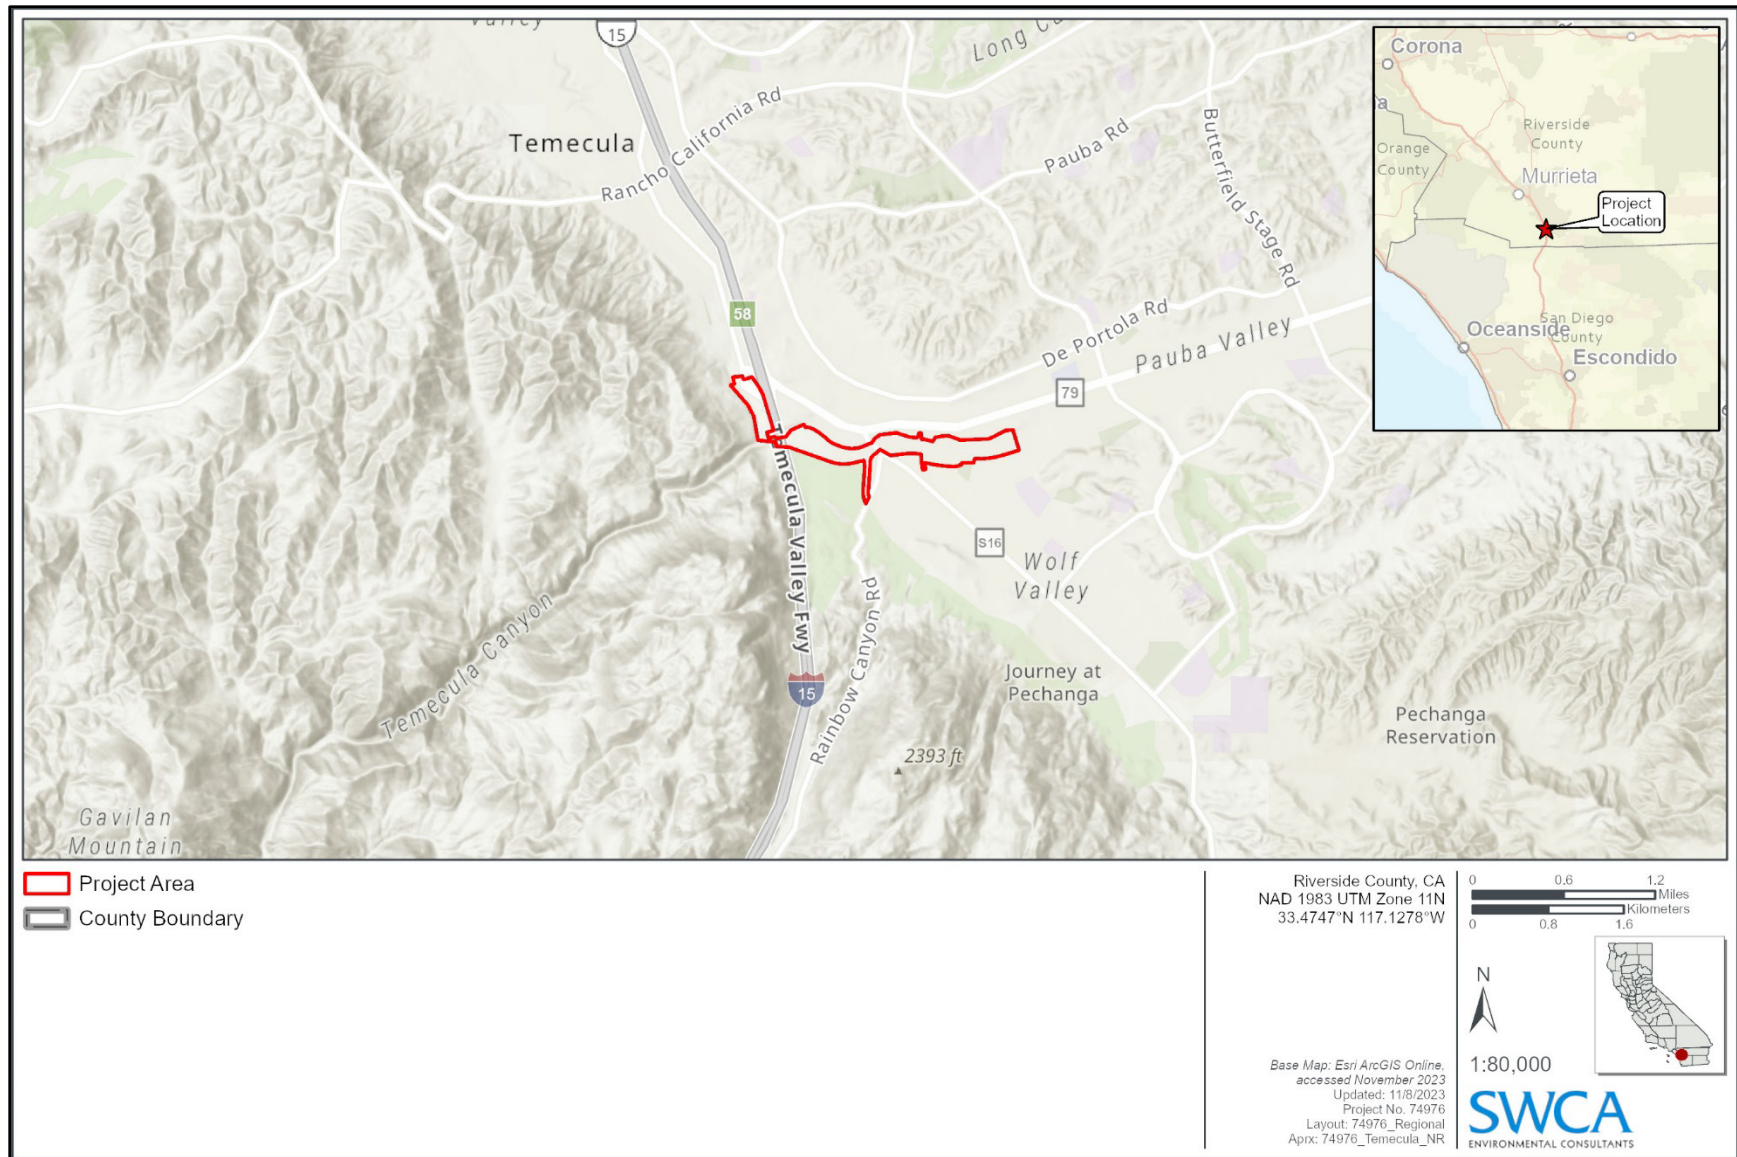 Valley
15
Long Ca
Temecula
Rancho California Rd
Pauba Rd
Butterfield Stage Rd
58
De Portola Rd
Pauba Valley
79
Temecula Valley Fwy
S16
Wolf
Valley
Temecula Canyon
Rainbow Canyon Rd
15
Journey at
Pechanga
Pechanga
Reservation
2393 ft
Gavilan
Mountain
Corona
Riverside
County
Orange
County
Murrieta
Project
Location
San Diego
County
Oceanside
Escondido
Project Area
County Boundary
Riverside County, CA
NAD 1983 UTM Zone 11N
33.4747°N 117.1278°W
Base Map: Esri ArcGIS Online,
accessed November 2023
Updated: 11/8/2023
Project No. 74976
Layout: 74976_Regional
Aprx: 74976_Temecula_NR
0 0.6 1.2
Miles
Kilometers
0 0.8 1.6
N
1:80,000
SWCA
ENVIRONMENTAL CONSULTANTS